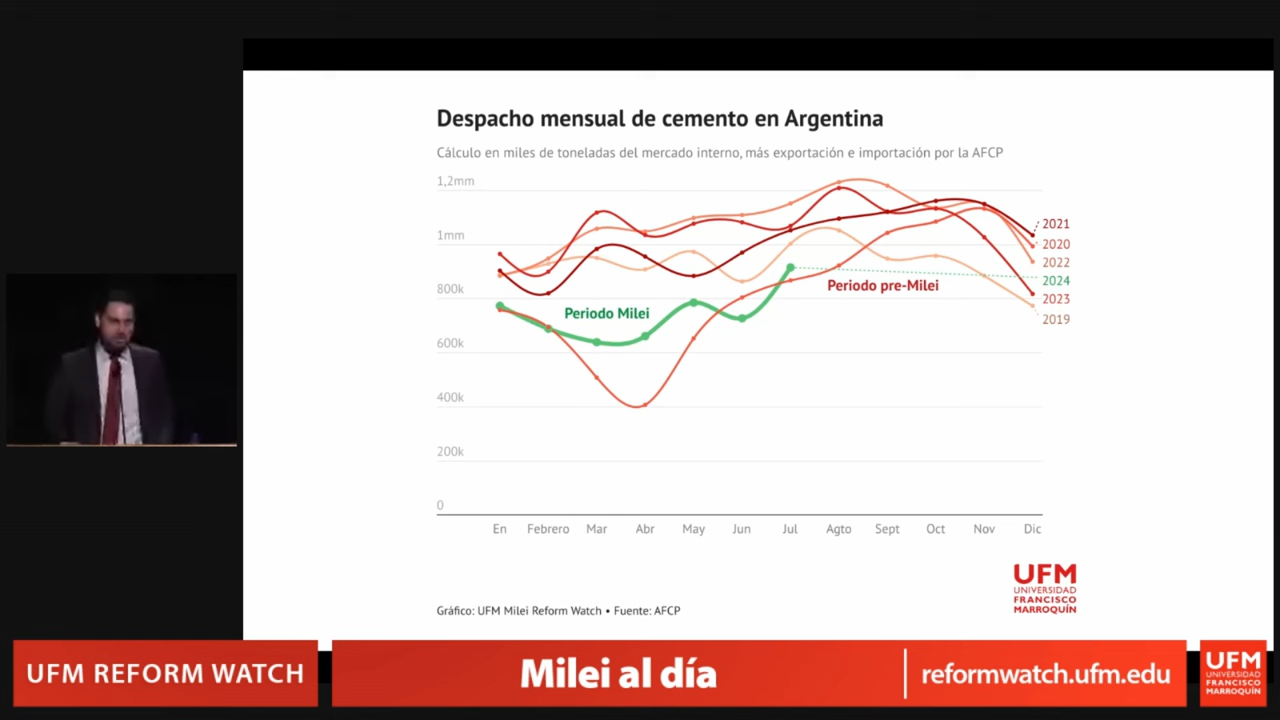 Despacho mensual de cemento en Argentina
Cálculo en miles de toneladas del mercado interno, más exportación e importación por la AFCP
1,2mm
1mm
800k
600k
400k
200k
0
Periodo Milei
Periodo pre-Milei
2021
2020
2022
2024
2023
2019
En Febrero Mar Abr May Jun Jul Agto Sept Oct Nov Dic
UFM
UNIVERSIDAD
FRANCISCO
MARROQUÍN
Gráfico: UFM Milei Reform Watch • Fuente: AFCP
UFM REFORM WATCH
Milei al día
reformwatch.ufm.edu
UFM
UNIVERSIDAD
FRANCISCO
MARROQUÍN